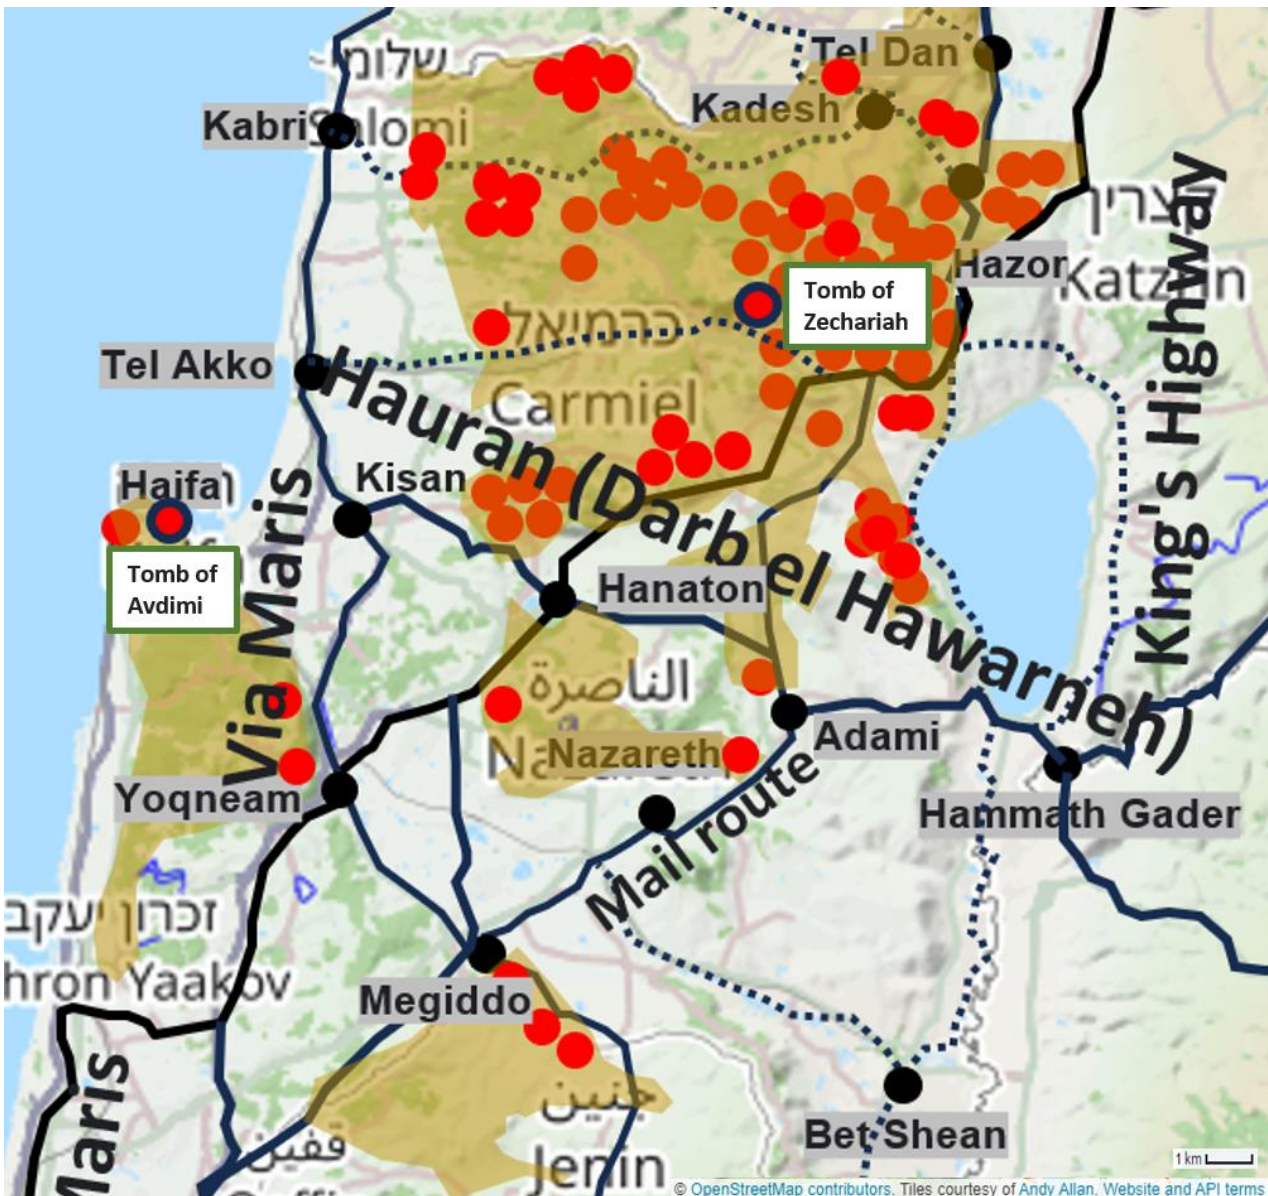 שלומי
Tel Dan
Kadesh
Kabri
Shlomi
Hazor
Katzrin
King's Highway
Tomb of
Zechariah
כרמיאל
Carmiel
Tel Akko
Hauran (Darb el Hawarneh)
Haifa
Kisan
Via Maris
Tomb of
Avdimi
Hanaton
الناصرة
Nazareth
Adami
Yoqneam
Hammath Gader
Mail route
זכרון יעקב
hron Yaakov
Megiddo
Maris
جنين
Jenin
قفين
Bet Shean
1 km
© OpenStreetMap contributors. Tiles courtesy of Andy Allan, Website and API terms